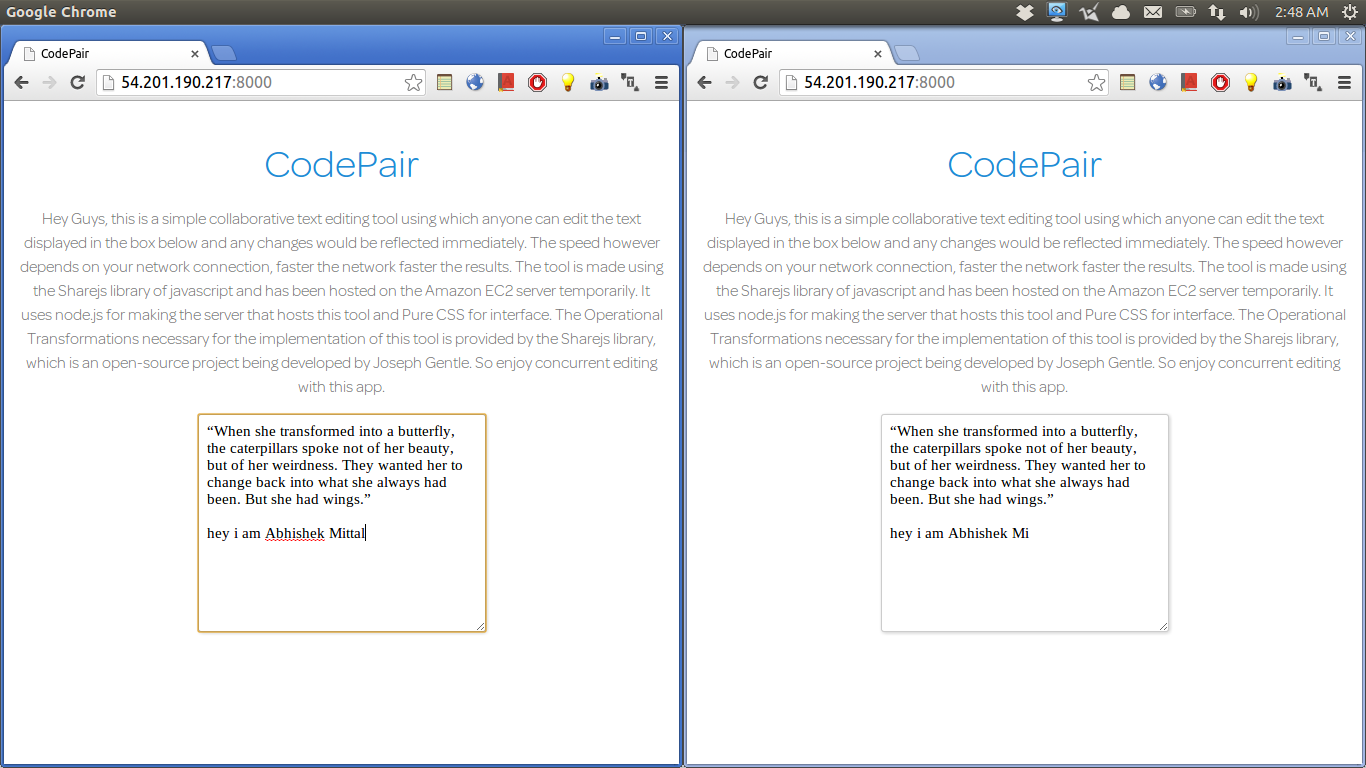 Google Chrome
2:48 AM
CodePair
54.201.190.217:8000
CodePair
Hey Guys, this is a simple collaborative text editing tool using which anyone can edit the text
displayed in the box below and any changes would be reflected immediately. The speed however
depends on your network connection, faster the network faster the results. The tool is made using
the Sharejs library of javascript and has been hosted on the Amazon EC2 server temporarily. It
uses node.js for making the server that hosts this tool and Pure CSS for interface. The Operational
Transformations necessary for the implementation of this tool is provided by the Sharejs library,
which is an open-source project being developed by Joseph Gentle. So enjoy concurrent editing
with this app.
“When she transformed into a butterfly,
the caterpillars spoke not of her beauty,
but of her weirdness. They wanted her to
change back into what she always had
been. But she had wings.”
hey i am Abhishek Mittal
CodePair
54.201.190.217:8000
CodePair
Hey Guys, this is a simple collaborative text editing tool using which anyone can edit the text
displayed in the box below and any changes would be reflected immediately. The speed however
depends on your network connection, faster the network faster the results. The tool is made using
the Sharejs library of javascript and has been hosted on the Amazon EC2 server temporarily. It
uses node.js for making the server that hosts this tool and Pure CSS for interface. The Operational
Transformations necessary for the implementation of this tool is provided by the Sharejs library,
which is an open-source project being developed by Joseph Gentle. So enjoy concurrent editing
with this app.
“When she transformed into a butterfly,
the caterpillars spoke not of her beauty,
but of her weirdness. They wanted her to
change back into what she always had
been. But she had wings.”
hey i am Abhishek Mi